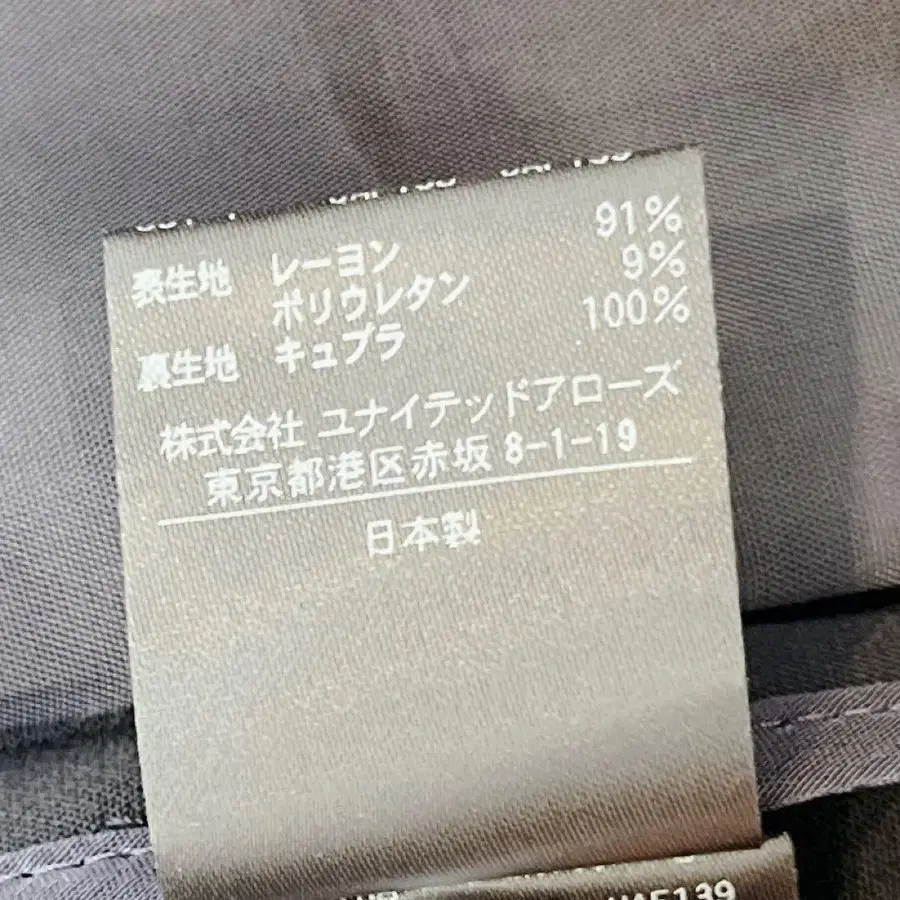 表生地 レーヨン 91%
ポリウレタン 9%
裏生地 キュプラ 100%
株式会社 ユナイテッドアローズ
東京都港区赤坂 8-1-19
日本製